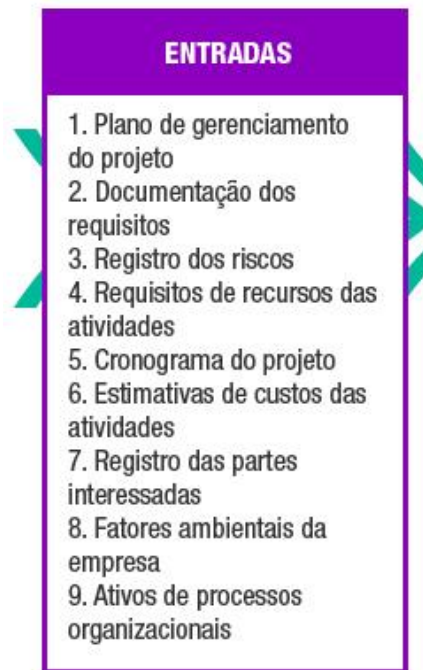 ENTRADAS
1. Plano de gerenciamento
do projeto
2. Documentação dos
requisitos
3. Registro dos riscos
4. Requisitos de recursos das
atividades
5. Cronograma do projeto
6. Estimativas de custos das
atividades
7. Registro das partes
interessadas
8. Fatores ambientais da
empresa
9. Ativos de processos
organizacionais